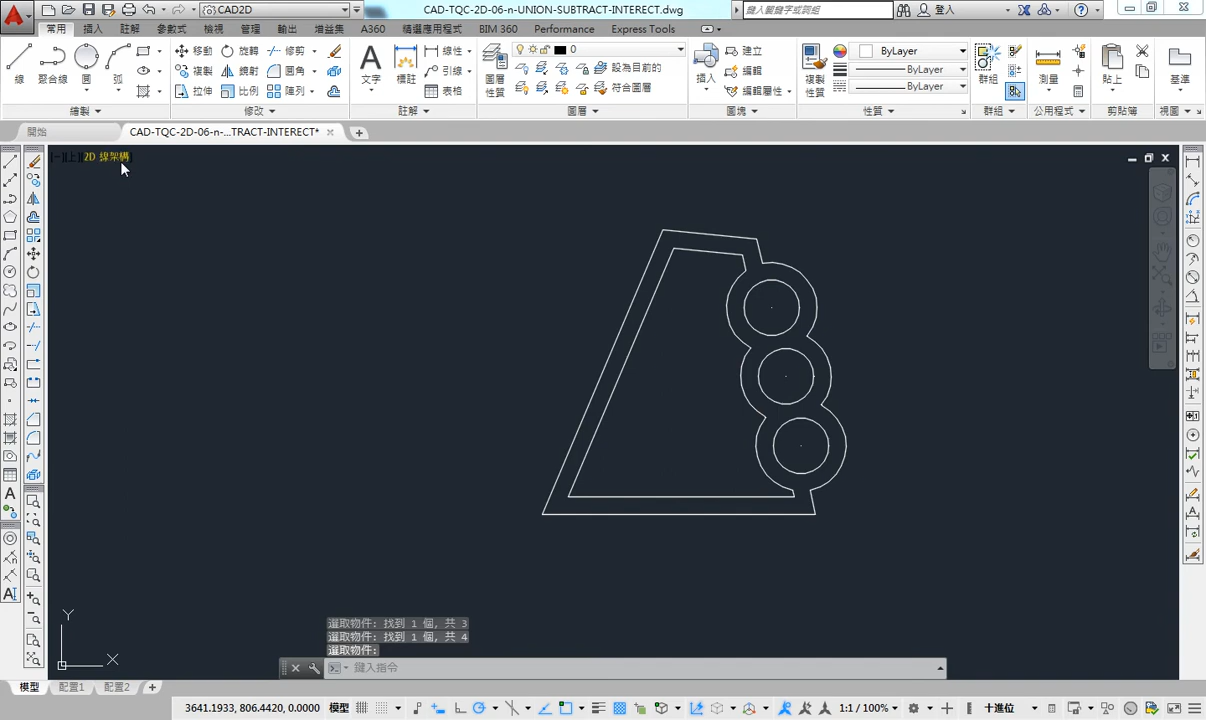 CAD2D
CAD-TQC-2D-06-n-UNION-SUBTRACT-INTERECT.dwg
鍵入關鍵字或詞組
登入
常用 插入 註解 參數式 檢視 管理 輸出 增益集 A360 精選應用程式 BIM 360 Performance Express Tools
線 聚合線 圓 弧
移動 旋轉 修剪
複製 鏡射 圓角
拉伸 比例 陣列
文字 標註
線性
引線
表格
圖層
性質
0
設為目前的
符合圖層
插入
建立
編輯
編輯屬性
複製
性質
ByLayer
ByLayer
ByLayer
群組 測量 貼上 基準
繪製 修改 註解 圖層 圖塊 性質 群組 公用程式 剪貼簿 視圖
開始 CAD-TQC-2D-06-n-...TRACT-INTERECT*
[-][上][2D 線架構]
Y
X
選取物件: 找到 1 個, 共 3
選取物件: 找到 1 個, 共 4
選取物件:
鍵入指令
模型 配置1 配置2
3641.1933, 806.4420, 0.0000 模型 1:1 / 100% 十進位